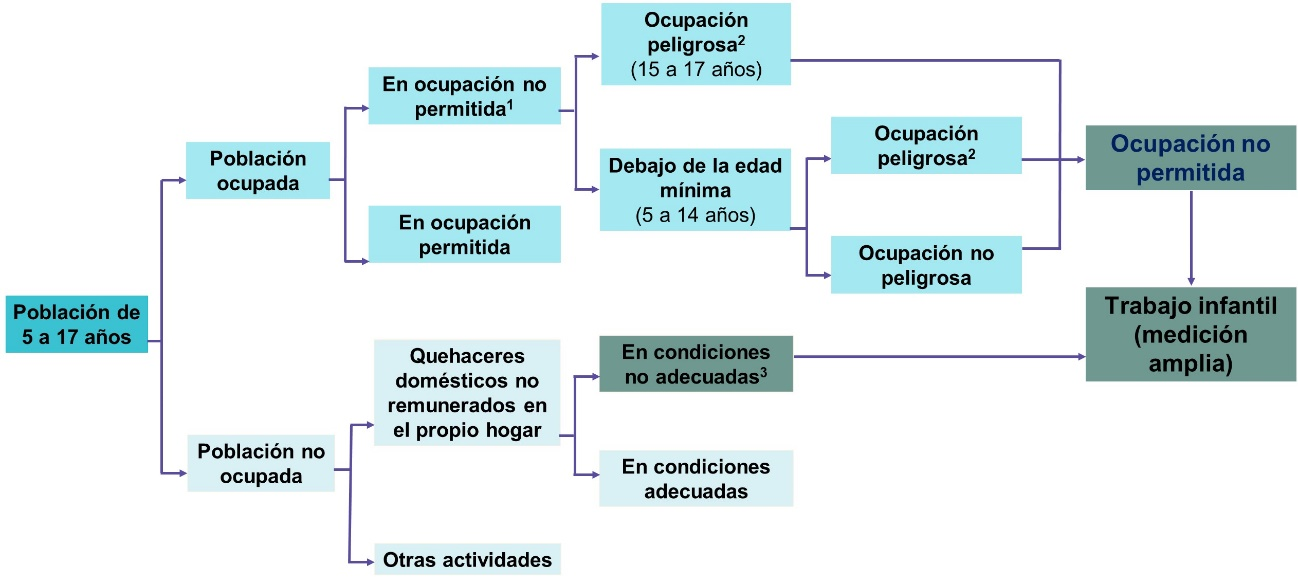 Población de
5 a 17 años
Población
ocupada
Población no
ocupada
En ocupación no
permitida¹
En ocupación
permitida
Quehaceres
domésticos no
remunerados en
el propio hogar
Otras actividades
Ocupación
peligrosa²
(15 a 17 años)
Debajo de la edad
mínima
(5 a 14 años)
En condiciones
no adecuadas³
En condiciones
adecuadas
Ocupación
peligrosa²
Ocupación no
peligrosa
Ocupación no
permitida
Trabajo infantil
(medición
amplia)